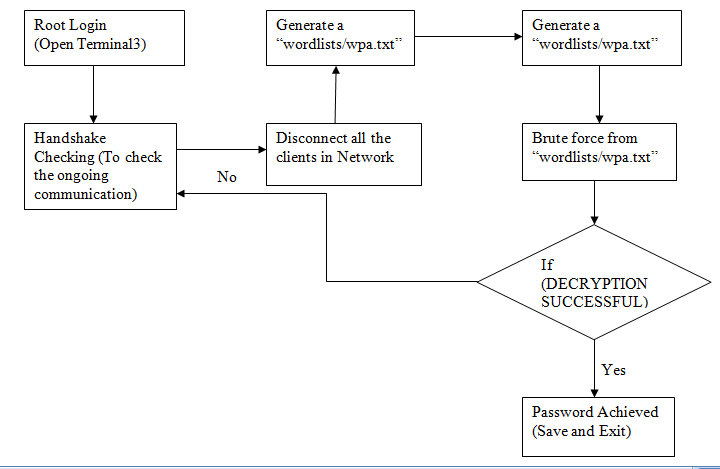 Root Login
(Open Terminal3)
Generate a
“wordlists/wpa.txt”
Generate a
“wordlists/wpa.txt”
Handshake
Checking (To check
the ongoing
communication)
Disconnect all the
clients in Network
Brute force from
“wordlists/wpa.txt”
No
If
(DECRYPTION
SUCCESSFUL)
Yes
Password Achieved
(Save and Exit)